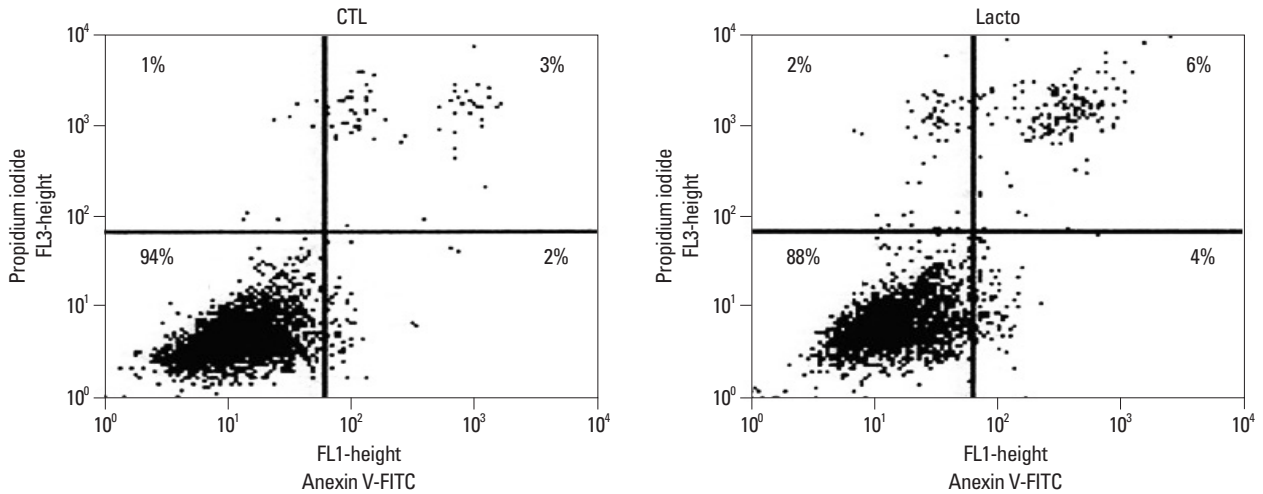 CTL
10⁴
10³
10²
10¹
10⁰
1%
3%
94%
2%
10⁰
10¹
10²
10³
10⁴
Propidium iodide
FL3-height
FL1-height
Anexin V-FITC
Lacto
10⁴
10³
10²
10¹
10⁰
2%
6%
88%
4%
10⁰
10¹
10²
10³
10⁴
Propidium iodide
FL3-height
FL1-height
Anexin V-FITC